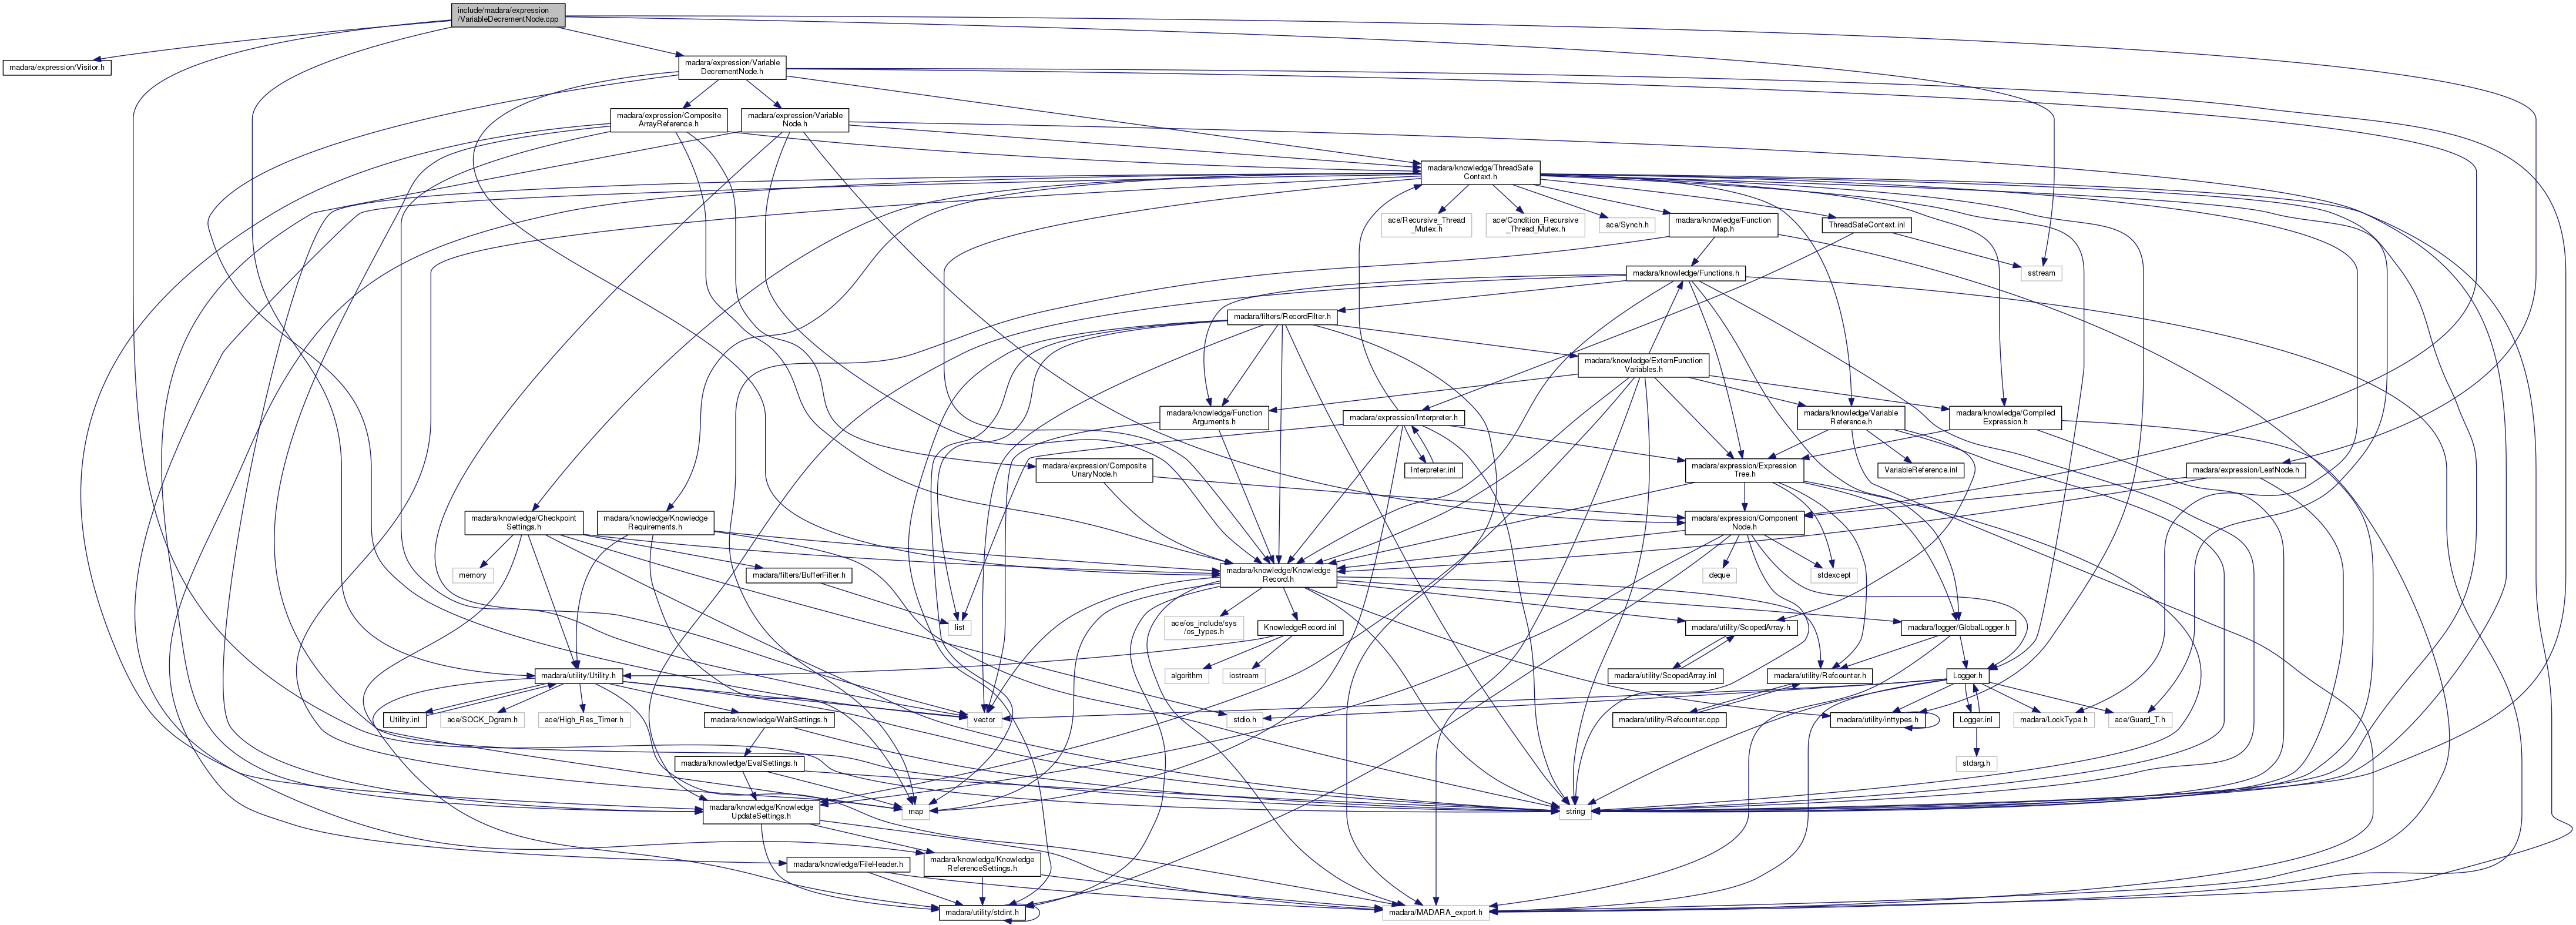 include/madara/expression
/VariableDecrementNode.cpp
madara/expression/Visitor.h
madara/expression/Variable
DecrementNode.h
madara/expression/Composite
ArrayReference.h
madara/expression/Variable
Node.h
madara/knowledge/ThreadSafe
Context.h
ace/Recursive_Thread
_Mutex.h
ace/Condition_Recursive
_Thread_Mutex.h
ace/Synch.h
madara/knowledge/Function
Map.h
ThreadSafeContext.inl
madara/knowledge/Functions.h
sstream
madara/filters/RecordFilter.h
madara/knowledge/ExternFunction
Variables.h
madara/knowledge/Function
Arguments.h
madara/expression/Interpreter.h
madara/knowledge/Variable
Reference.h
madara/knowledge/Compiled
Expression.h
madara/expression/Composite
UnaryNode.h
Interpreter.inl
madara/expression/Expression
Tree.h
VariableReference.inl
madara/expression/LeafNode.h
madara/knowledge/Checkpoint
Settings.h
madara/knowledge/Knowledge
Requirements.h
madara/expression/Component
Node.h
memory
madara/filters/BufferFilter.h
madara/knowledge/Knowledge
Record.h
deque
stdexcept
list
ace/os_include/sys
/os_types.h
KnowledgeRecord.inl
madara/utility/ScopedArray.h
madara/logger/GlobalLogger.h
madara/utility/Utility.h
algorithm
iostream
madara/utility/ScopedArray.inl
madara/utility/Refcounter.h
Logger.h
Utility.inl
ace/SOCK_Dgram.h
ace/High_Res_Timer.h
madara/knowledge/WaitSettings.h
vector
stdio.h
madara/utility/Refcounter.cpp
madara/utility/inttypes.h
Logger.inl
madara/LockType.h
ace/Guard_T.h
madara/knowledge/EvalSettings.h
stdarg.h
madara/knowledge/Knowledge
UpdateSettings.h
map
string
madara/knowledge/FileHeader.h
madara/knowledge/Knowledge
ReferenceSettings.h
madara/utility/stdint.h
madara/MADARA_export.h